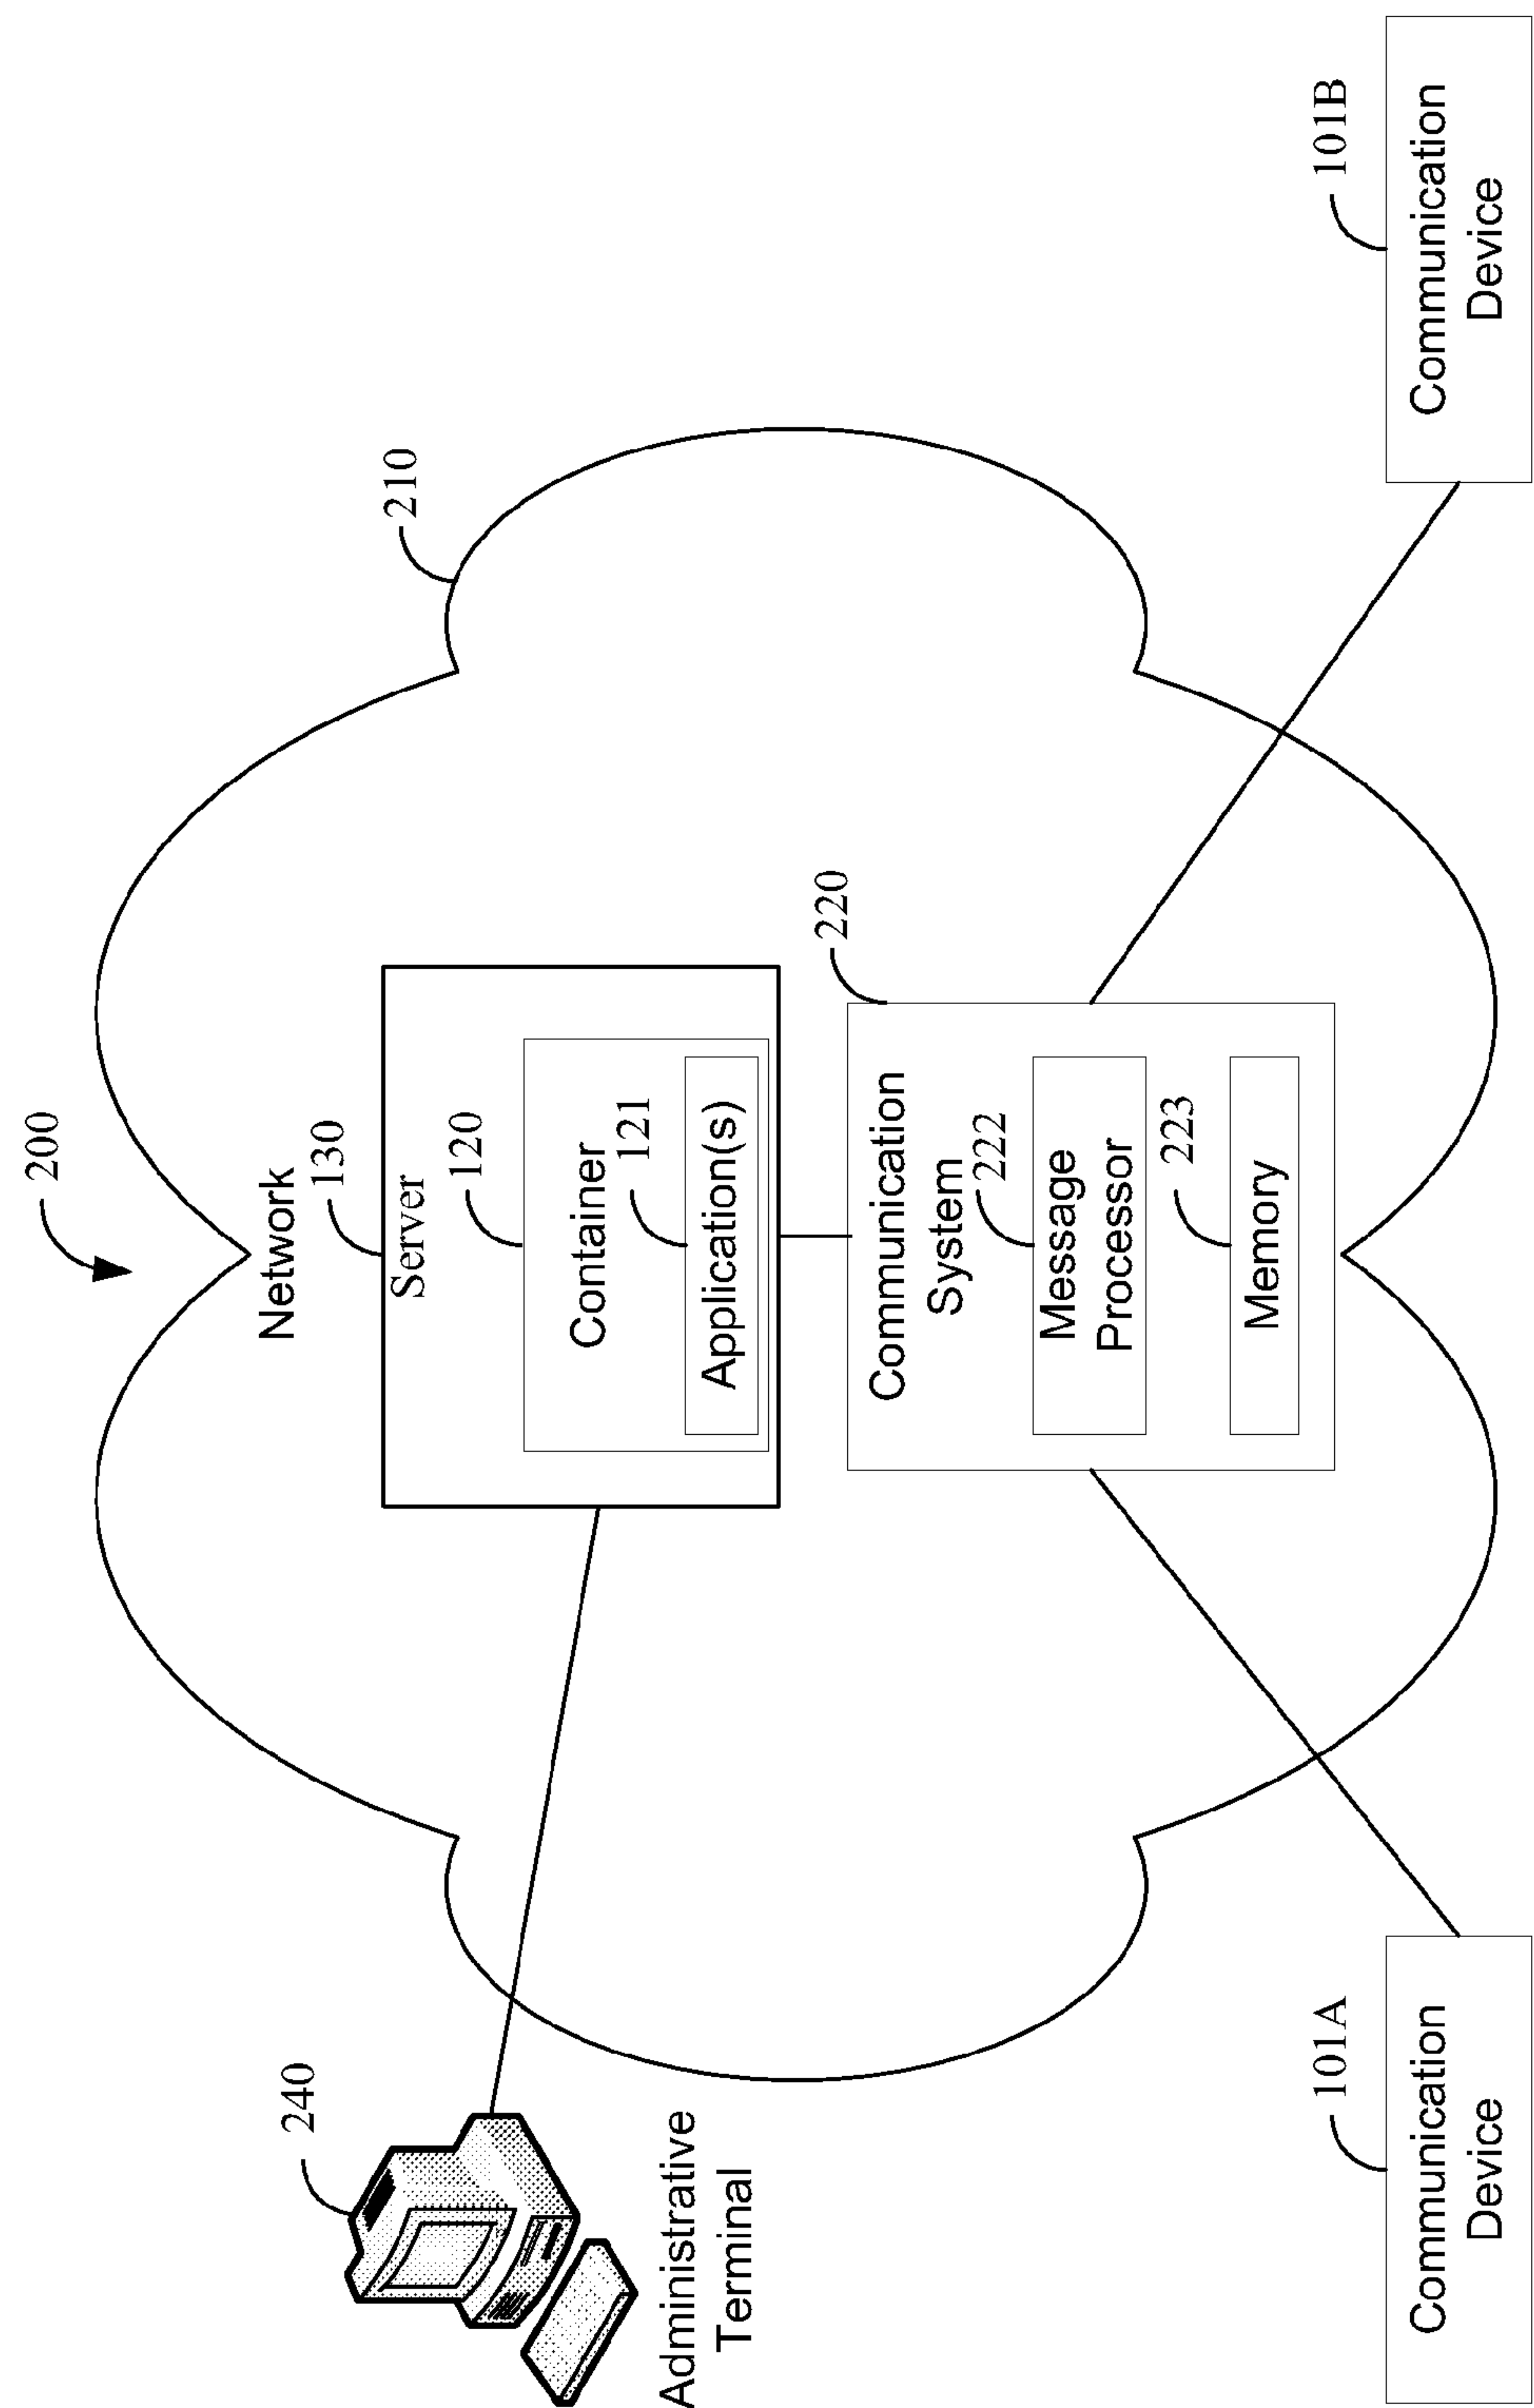 200
Network
210
130
Server
240
120
Container
121
Application(s)
Administrative
Terminal
220
Communication
System
222
Message
Processor
223
Memory
101A
Communication
Device
101B
Communication
Device